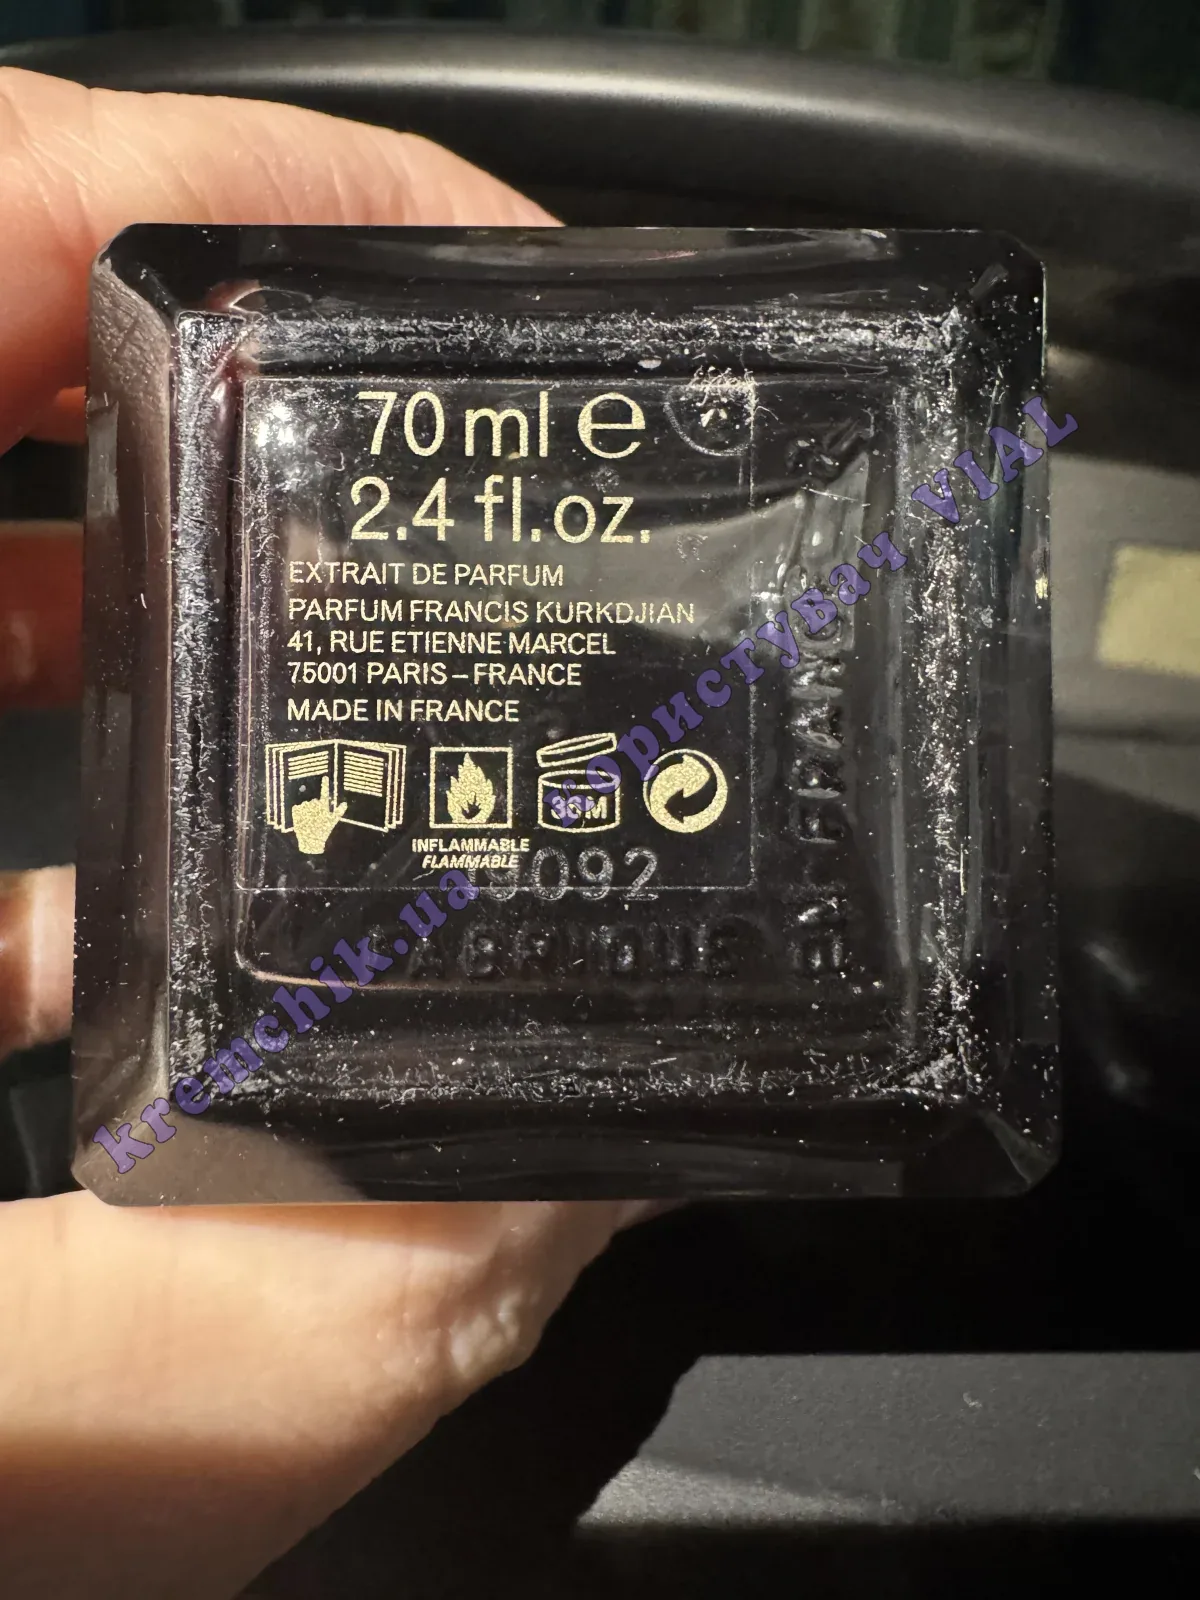 70 ml e
2.4 fl.oz.
EXTRAIT DE PARFUM
PARFUM FRANCIS KURKDJIAN
41, RUE ETIENNE MARCEL
75001 PARIS – FRANCE
MADE IN FRANCE
36M
INFLAMMABLE
FLAMMABLE
kremchik.ua користувач VIAL